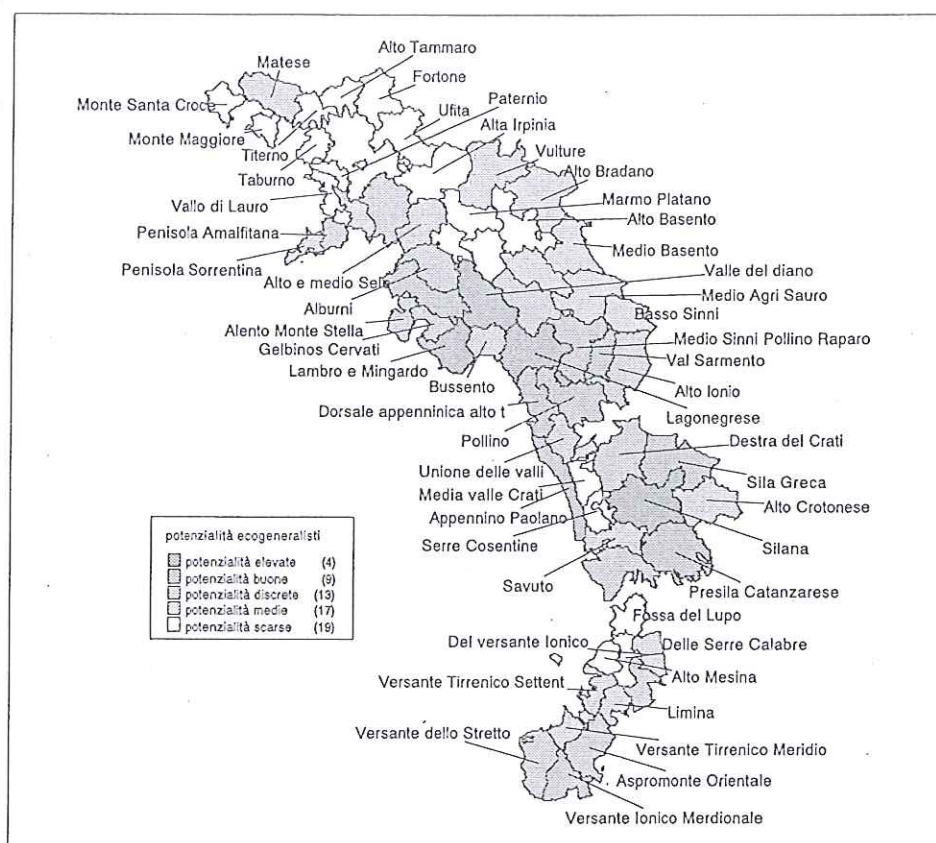 Alto Tammaro
Matese
Fortone
Monte Santa Croce
Paternio
Ufita
Monte Maggiore
Alta Irpinia
Titerno
Vulture
Taburno
Alto Bradano
Vallo di Lauro
Marmo Platano
Alto Basento
Penisola Amalfitana
Medio Basento
Penisola Sorrentina
Valle del diano
Alto e medio Sele
Medio Agri Sauro
Alburni
Basso Sinni
Alento Monte Stella
Medio Sinni Pollino Raparo
Gelbinos Cervati
Val Sarmento
Lambro e Mingardo
Bussento
Alto Ionio
Dorsale appenninica alto t
Lagonegrese
Pollino
Destra del Crati
Unione delle valli
Sila Greca
Media valle Crati
Alto Crotonese
Appennino Paolano
Serre Cosentine
Silana
Savuto
Presila Catanzarese
potenzialità ecogeneralisti
potenzialità elevate (4)
potenzialità buone (9)
potenzialità discrete (13)
potenzialità medie (17)
potenzialità scarse (19)
Fossa del Lupo
Del versante Ionico
Delle Serre Calabre
Alto Mesina
Versante Tirrenico Settent
Limina
Versante dello Stretto
Versante Tirrenico Meridio
Aspromonte Orientale
Versante Ionico Merdionale